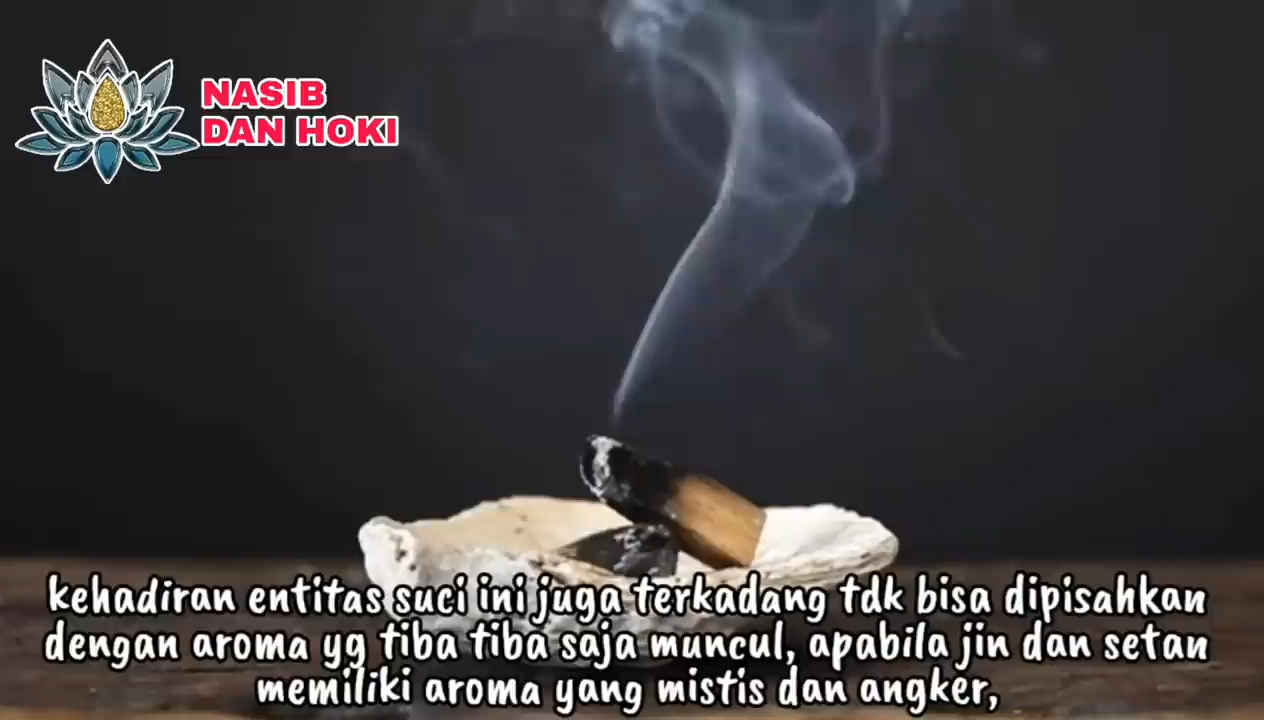 NASIB
DAN HOKI
kehadiran entitas suci ini juga terkadang tdk bisa dipisahkan
dengan aroma yg tiba tiba saja muncul, apabila jin dan setan
memiliki aroma yang mistis dan angker,